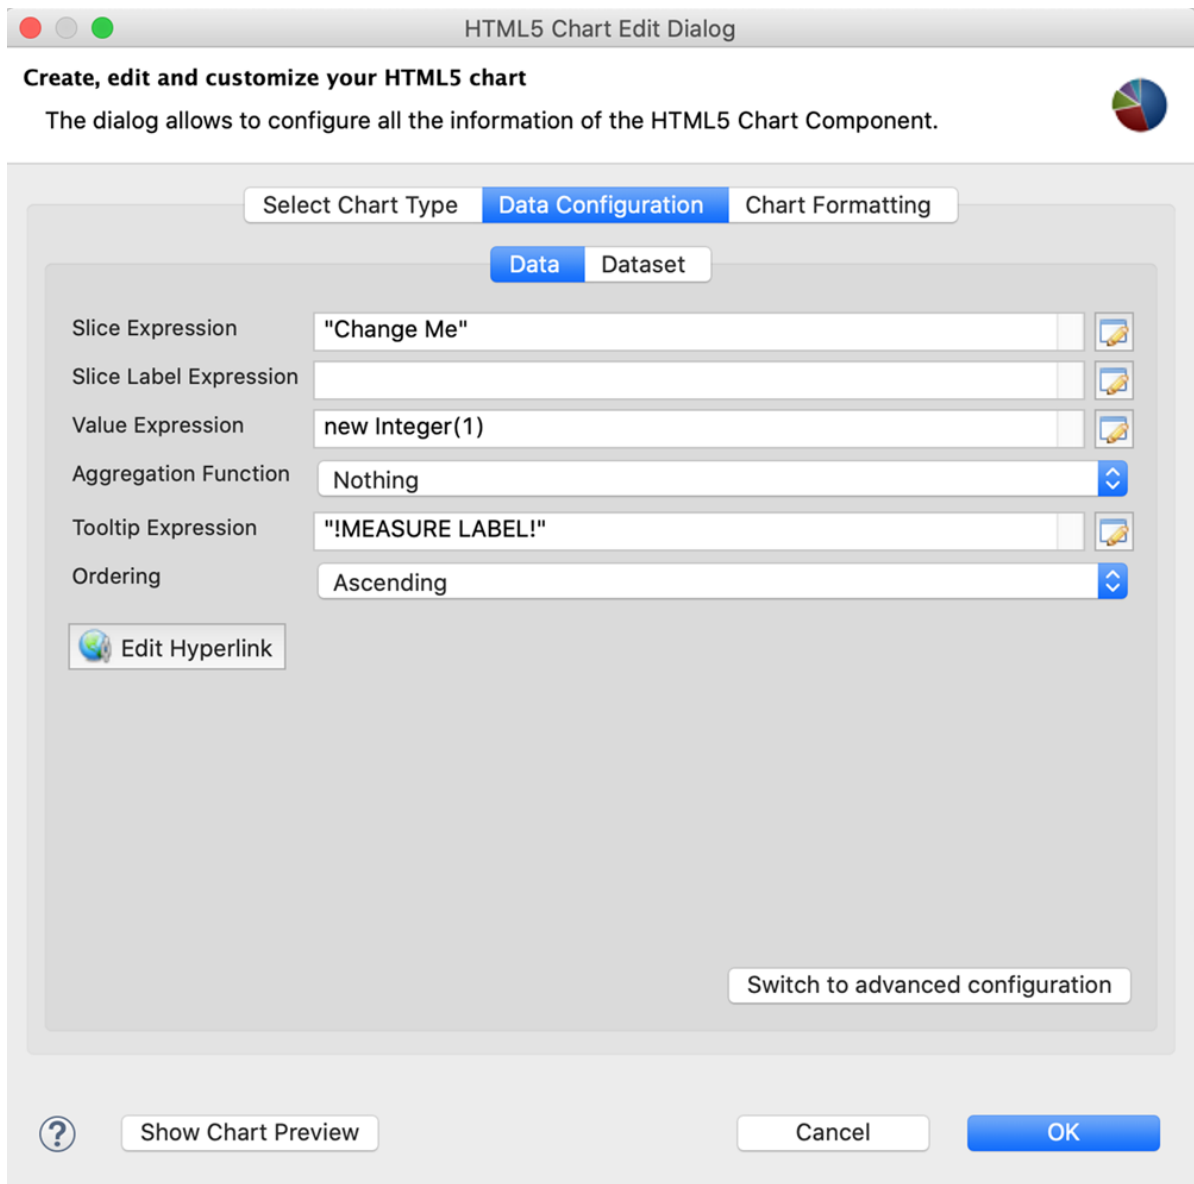 HTML5 Chart Edit Dialog
Create, edit and customize your HTML5 chart
The dialog allows to configure all the information of the HTML5 Chart Component.
Select Chart Type Data Configuration Chart Formatting
Data Dataset
Slice Expression "Change Me"
Slice Label Expression
Value Expression new Integer(1)
Aggregation Function Nothing
Tooltip Expression "!MEASURE LABEL!"
Ordering Ascending
Edit Hyperlink
Switch to advanced configuration
? Show Chart Preview Cancel OK